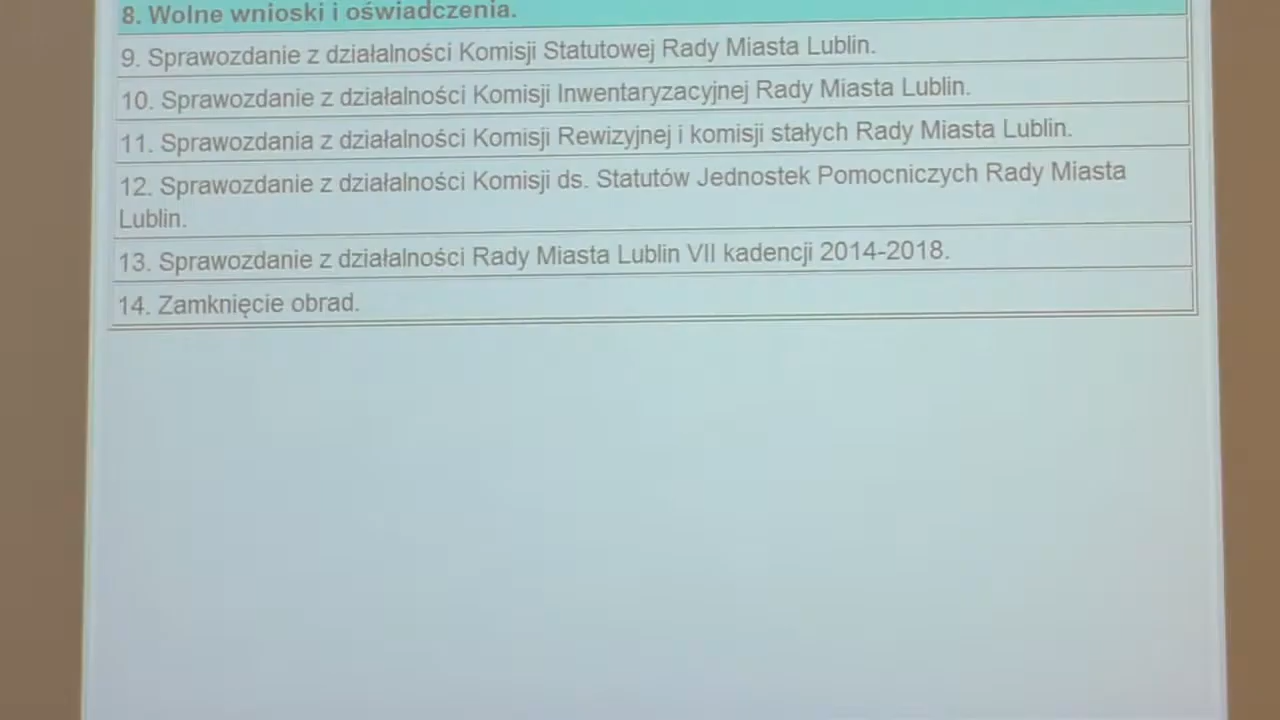 8. Wolne wnioski i oświadczenia.
9. Sprawozdanie z działalności Komisji Statutowej Rady Miasta Lublin.
10. Sprawozdanie z działalności Komisji Inwentaryzacyjnej Rady Miasta Lublin.
11. Sprawozdania z działalności Komisji Rewizyjnej i komisji stałych Rady Miasta Lublin.
12. Sprawozdanie z działalności Komisji ds. Statutów Jednostek Pomocniczych Rady Miasta
Lublin.
13. Sprawozdanie z działalności Rady Miasta Lublin VII kadencji 2014-2018.
14. Zamknięcie obrad.